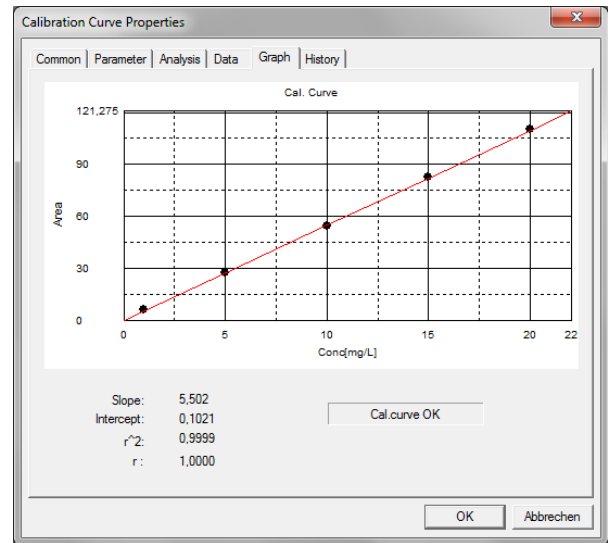 Calibration Curve Properties
Common Parameter Analysis Data Graph History
Cal. Curve
121,275
90
60
30
0
Area
0 5 10 15 20 22
Conc[mg/L]
Slope: 5,502
Intercept: 0,1021
r^2: 0,9999
r : 1,0000
Cal.curve OK
OK Abbrechen